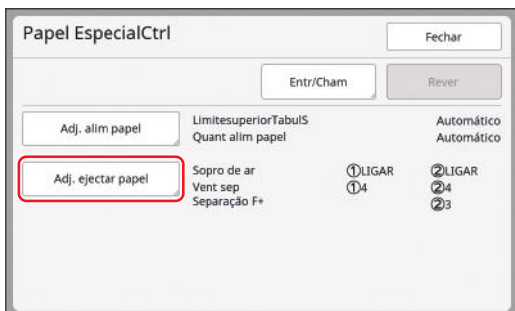 Papel EspecialCtrl
Fechar
Entr/Cham
Rever
Adj. alim papel
LimitesuperiorTabulS Automático
Quant alim papel Automático
Adj. ejectar papel
Sopro de ar ①LIGAR ②LIGAR
Vent sep ①4 ②4
Separação F+ ②3